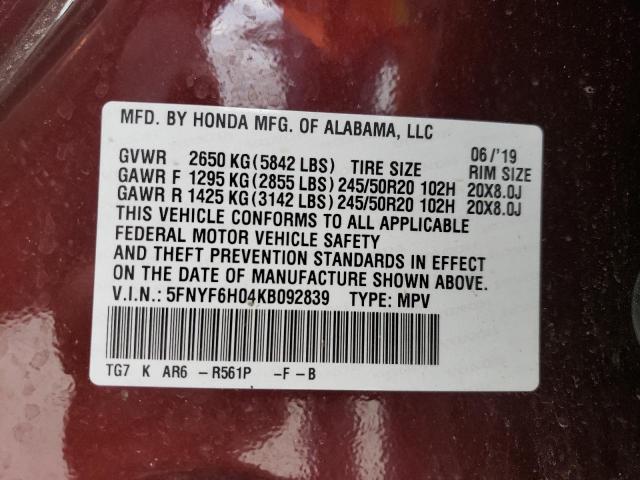 MFD. BY HONDA MFG. OF ALABAMA, LLC
06/'19
GVWR 2650 KG(5842 LBS) TIRE SIZE RIM SIZE
GAWR F 1295 KG(2855 LBS) 245/50R20 102H 20X8.0J
GAWR R 1425 KG(3142 LBS) 245/50R20 102H 20X8.0J
THIS VEHICLE CONFORMS TO ALL APPLICABLE
FEDERAL MOTOR VEHICLE SAFETY
AND THEFT PREVENTION STANDARDS IN EFFECT
ON THE DATE OF MANUFACTURE SHOWN ABOVE.
V.I.N.: 5FNYF6H04KB092839 TYPE: MPV
TG7 K AR6 -R561P -F-B